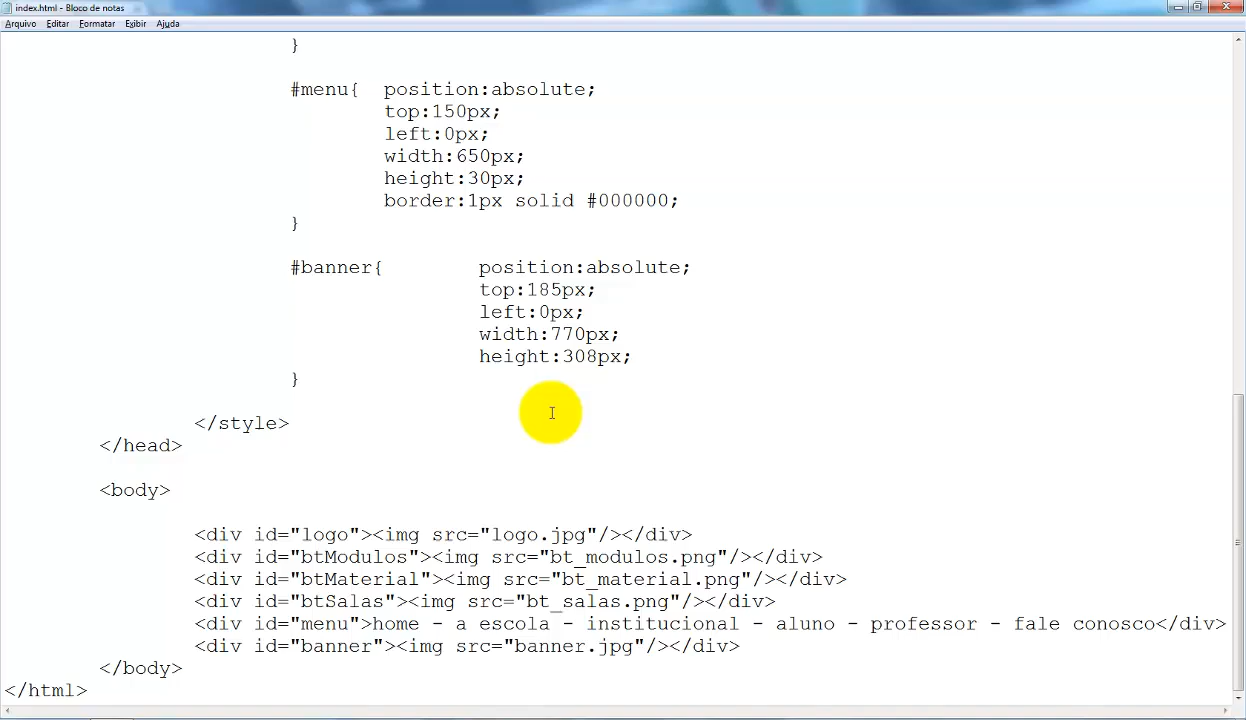 index.html - Bloco de notas
Arquivo Editar Formatar Exibir Ajuda
}
#menu{ position:absolute;
top:150px;
left:0px;
width:650px;
height:30px;
border:1px solid #000000;
}
#banner{ position:absolute;
top:185px;
left:0px;
width:770px;
height:308px;
}
</style>
</head>
<body>
<div id="logo"><img src="logo.jpg"/></div>
<div id="btModulos"><img src="bt_modulos.png"/></div>
<div id="btMaterial"><img src="bt_material.png"/></div>
<div id="btSalas"><img src="bt_salas.png"/></div>
<div id="menu">home - a escola - institucional - aluno - professor - fale conosco</div>
<div id="banner"><img src="banner.jpg"/></div>
</body>
</html>